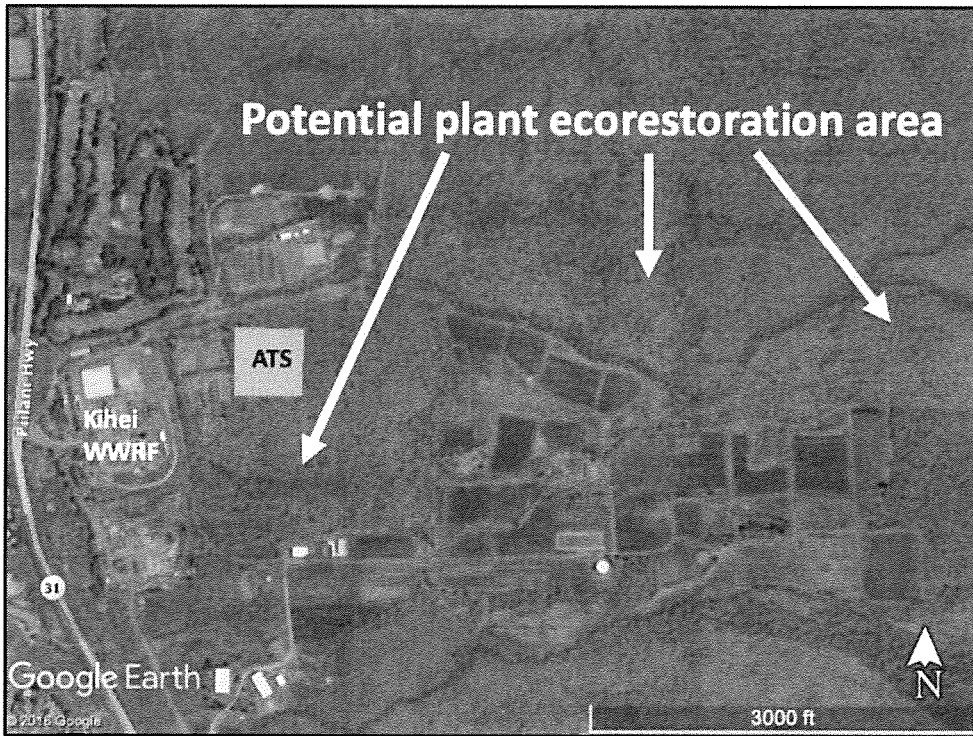 Potential plant ecorestoration area
ATS
Piilani Hwy
Kihei
WWRF
31
Google Earth
© 2016 Google
N
3000 ft